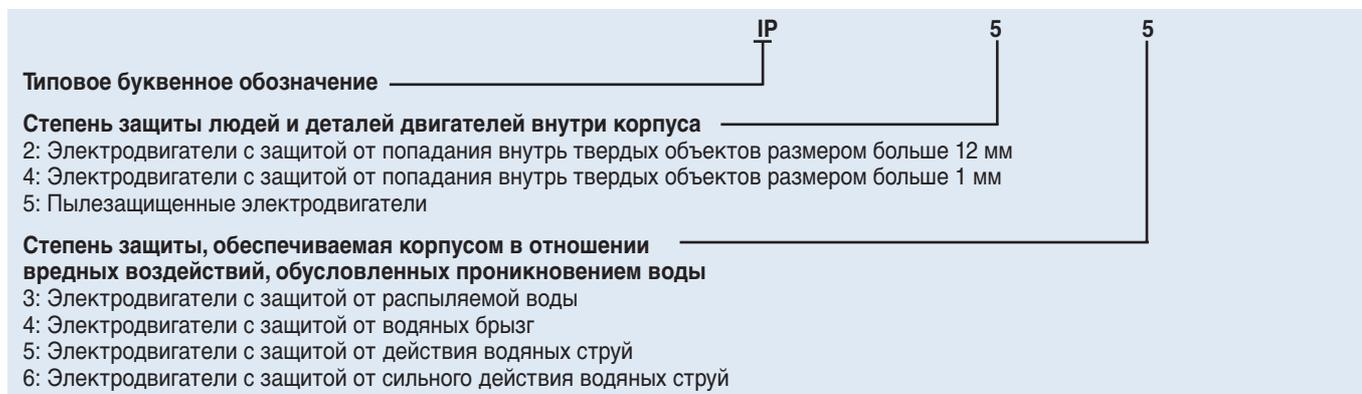 IP 5 5
Типовое буквенное обозначение
Степень защиты людей и деталей двигателей внутри корпуса
2: Электродвигатели с защитой от попадания внутрь твердых объектов размером больше 12 мм
4: Электродвигатели с защитой от попадания внутрь твердых объектов размером больше 1 мм
5: Пылезащищенные электродвигатели
Степень защиты, обеспечиваемая корпусом в отношении
вредных воздействий, обусловленных проникновением воды
3: Электродвигатели с защитой от распыляемой воды
4: Электродвигатели с защитой от водяных брызг
5: Электродвигатели с защитой от действия водяных струй
6: Электродвигатели с защитой от сильного действия водяных струй